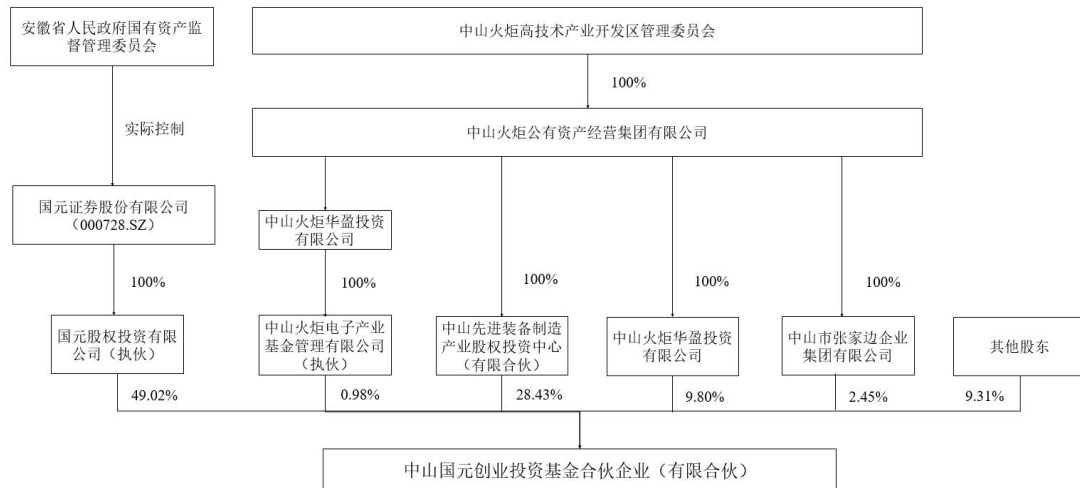 安徽省人民政府国有资产监
督管理委员会
中山火炬高技术产业开发区管理委员会
100%
实际控制
中山火炬公有资产经营集团有限公司
国元证券股份有限公司
（000728.SZ）
中山火炬华盈投资
有限公司
100%
100%
100%
100%
100%
国元股权投资有限
公司（执伙）
中山火炬电子产业
基金管理有限公司
（执伙）
中山先进装备制造
产业股权投资中心
（有限合伙）
中山火炬华盈投资
有限公司
中山市张家边企业
集团有限公司
其他股东
49.02%
0.98%
28.43%
9.80%
2.45%
9.31%
中山国元创业投资基金合伙企业（有限合伙）